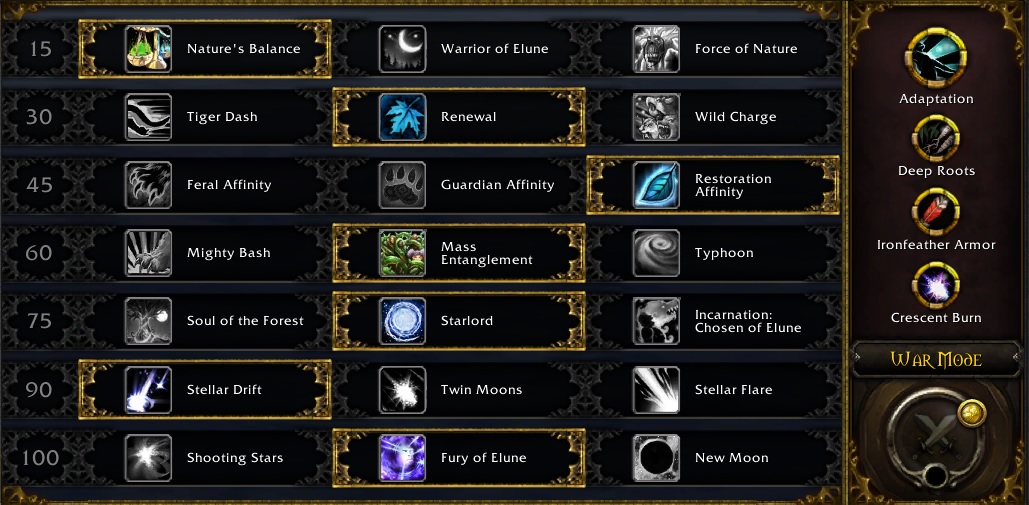 15 Nature's Balance Warrior of Elune Force of Nature
30 Tiger Dash Renewal Wild Charge
45 Feral Affinity Guardian Affinity Restoration
Affinity
60 Mighty Bash Mass
Entanglement Typhoon
75 Soul of the Forest Starlord Incarnation:
Chosen of Elune
90 Stellar Drift Twin Moons Stellar Flare
100 Shooting Stars Fury of Elune New Moon
Adaptation
Deep Roots
Ironfeather Armor
Crescent Burn
War Mode